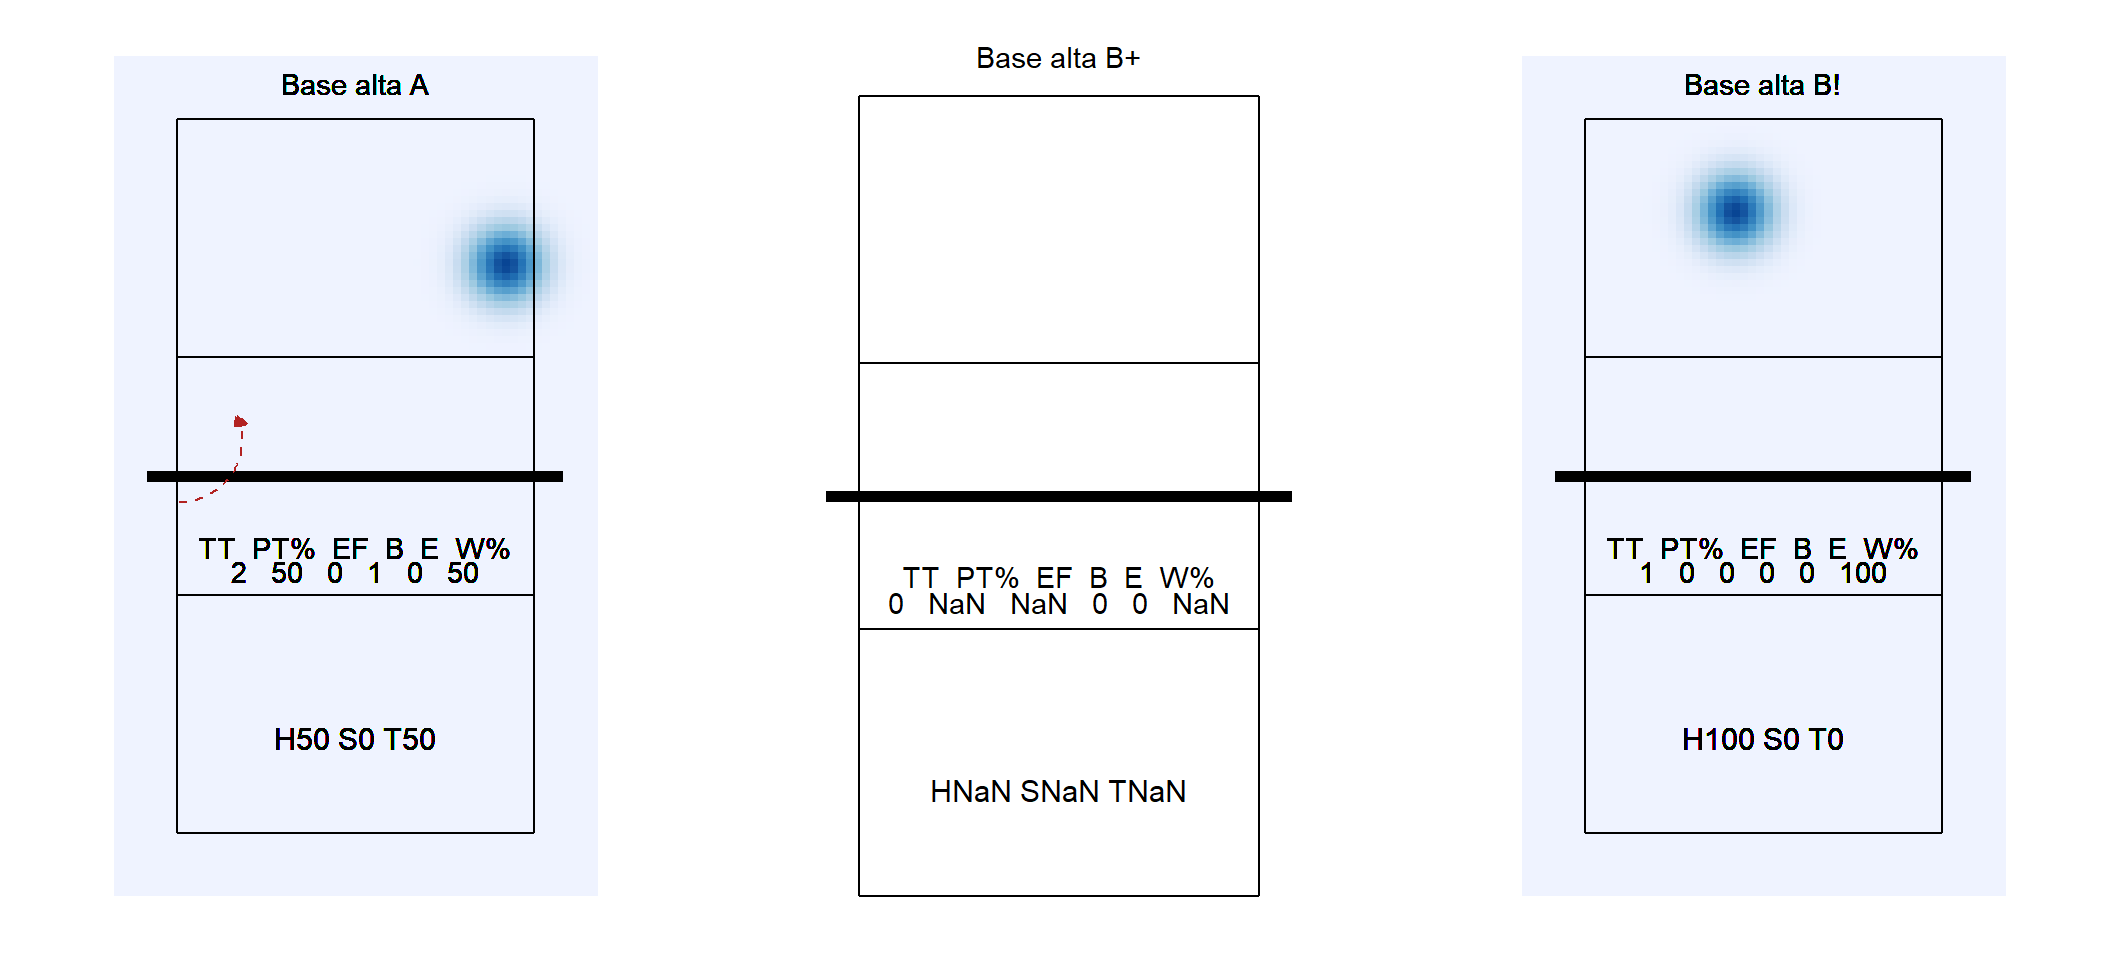 Base alta A
TT PT% EF B E W%
2 50 0 1 0 50
H50 S0 T50
Base alta B+
TT PT% EF B E W%
0 NaN NaN 0 0 NaN
HNaN SNaN TNaN
Base alta B!
TT PT% EF B E W%
1 0 0 0 0 100
H100 S0 T0